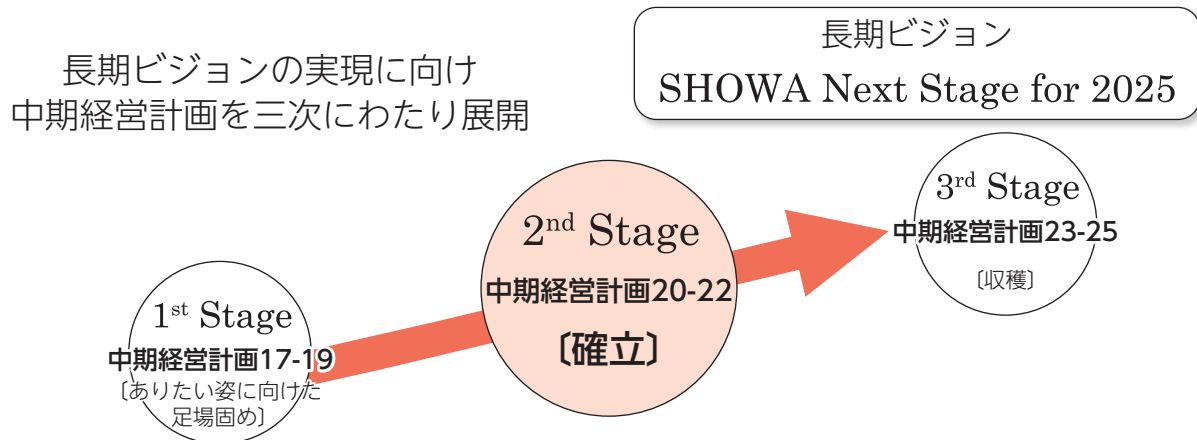 長期ビジョンの実現に向け
中期経営計画を三次にわたり展開
長期ビジョン
SHOWA Next Stage for 2025
1st Stage
中期経営計画17-19
〔ありたい姿に向けた
足場固め〕
2nd Stage
中期経営計画20-22
〔確立〕
3rd Stage
中期経営計画23-25
〔収穫〕